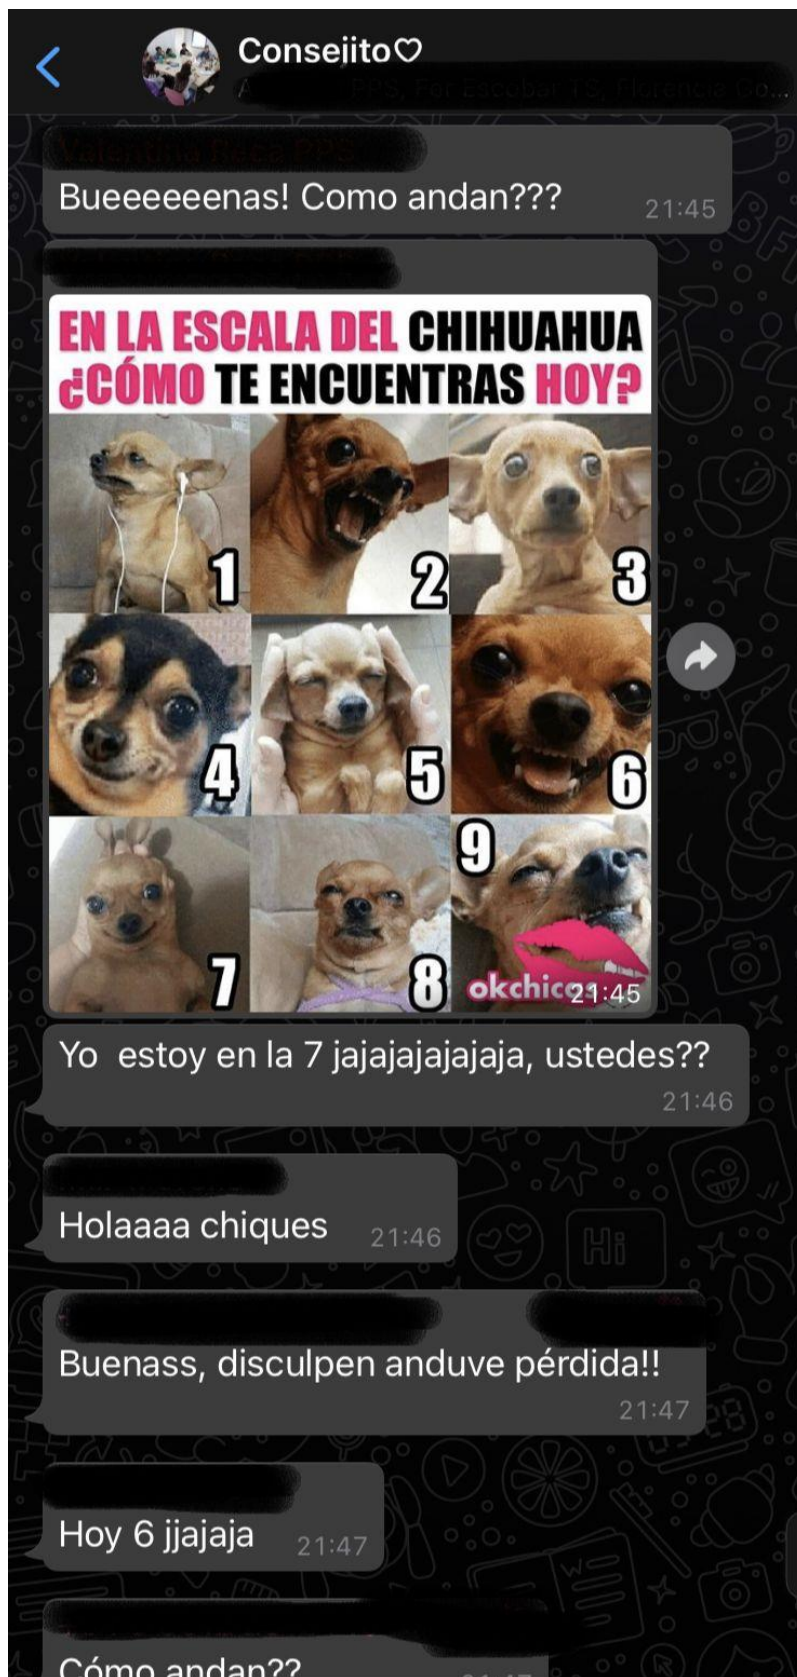 Consejito♡
Bueeeeeenas! Como andan???
21:45
EN LA ESCALA DEL CHIHUAHUA
¿CÓMO TE ENCUENTRAS HOY?
1
2
3
4
5
6
7
8
9
21:45
Yo estoy en la 7 jajajajajajaja, ustedes??
21:46
Holaaaa chiques 21:46
Buenass, disculpen anduve pérdida!!
21:47
Hoy 6 jjajaja 21:47
Cómo andan??